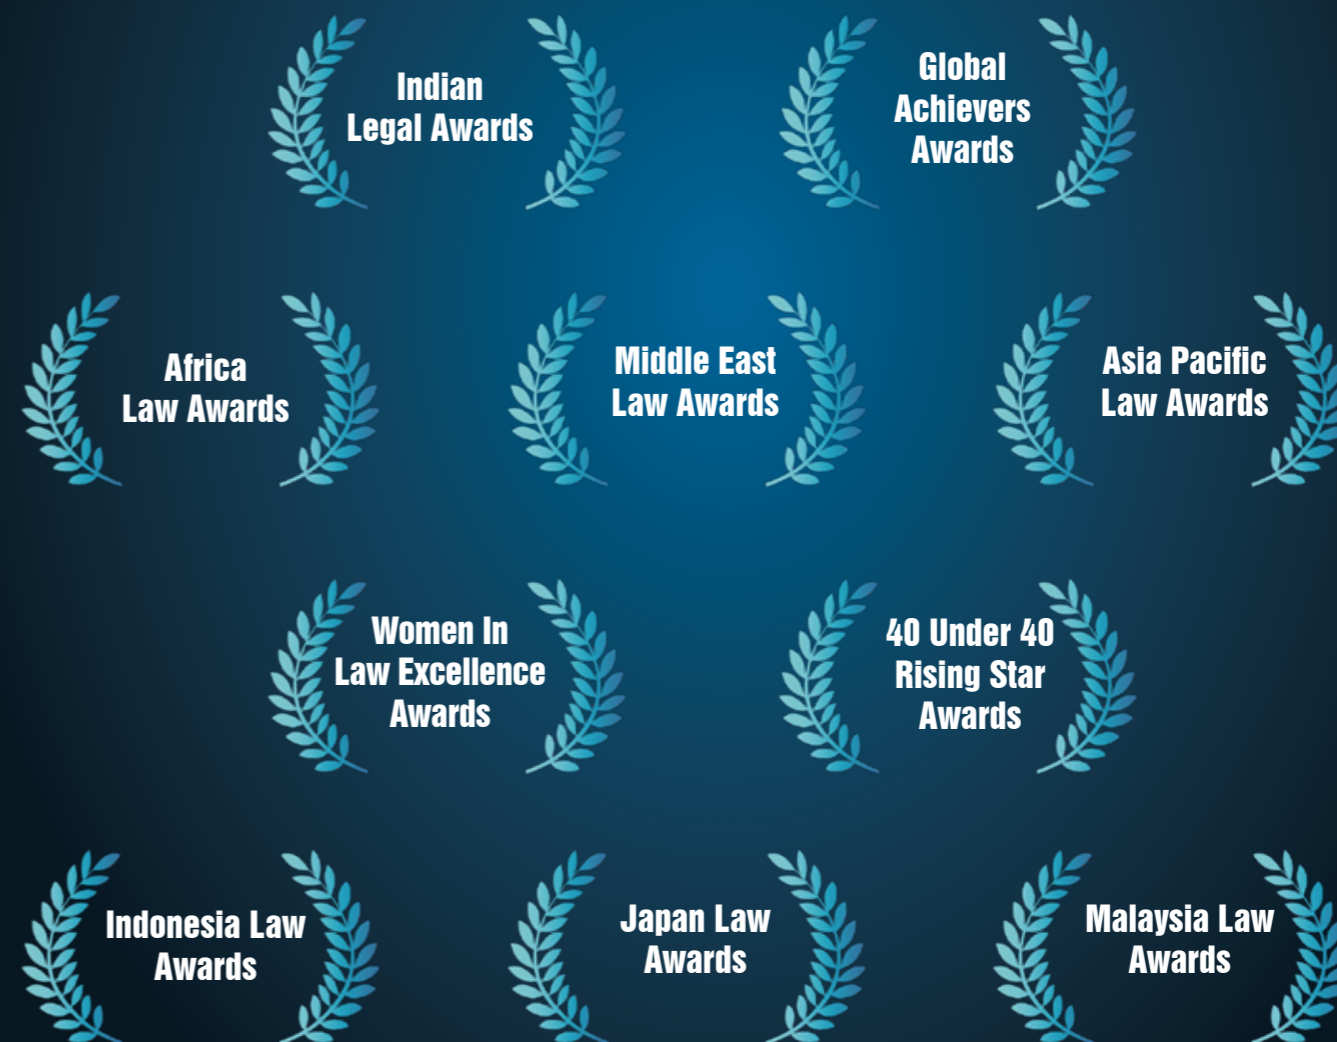 Indian
Legal Awards
Global
Achievers
Awards
Africa
Law Awards
Middle East
Law Awards
Asia Pacific
Law Awards
Women In
Law Excellence
Awards
40 Under 40
Rising Star
Awards
Indonesia Law
Awards
Japan Law
Awards
Malaysia Law
Awards